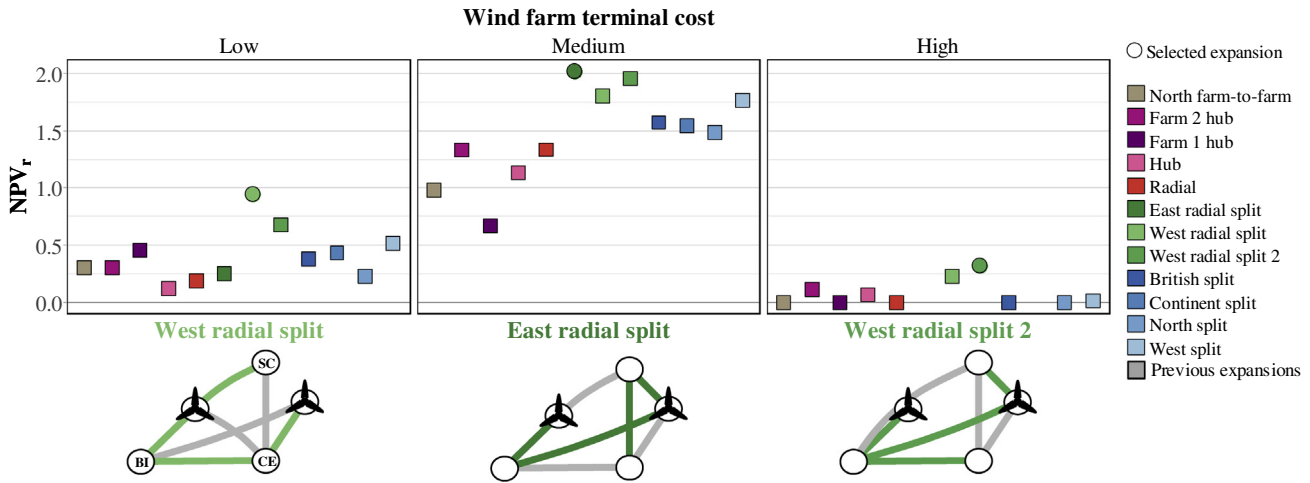 Wind farm terminal cost
Low
Medium
High
NPVr
2.0
1.5
1.0
0.5
0.0
Selected expansion
North farm-to-farm
Farm 2 hub
Farm 1 hub
Hub
Radial
East radial split
West radial split
West radial split 2
British split
Continent split
North split
West split
Previous expansions
West radial split
East radial split
West radial split 2
SC
BI
CE